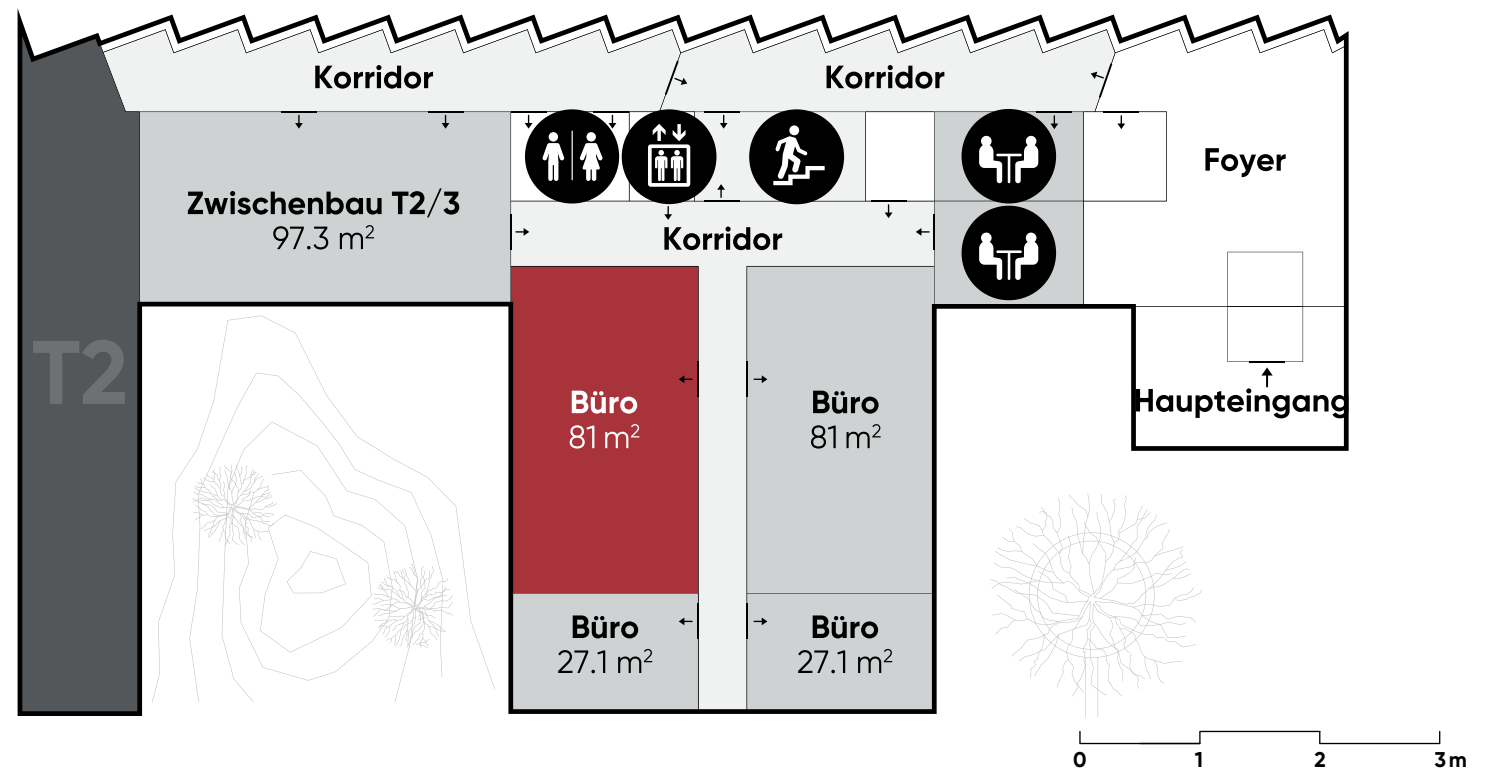 Korridor
Korridor
Foyer
Zwischenbau T2/3
97.3 m²
Korridor
T2
Büro
81 m²
Büro
81 m²
Haupteingang
Büro
27.1 m²
Büro
27.1 m²
0 1 2 3 m